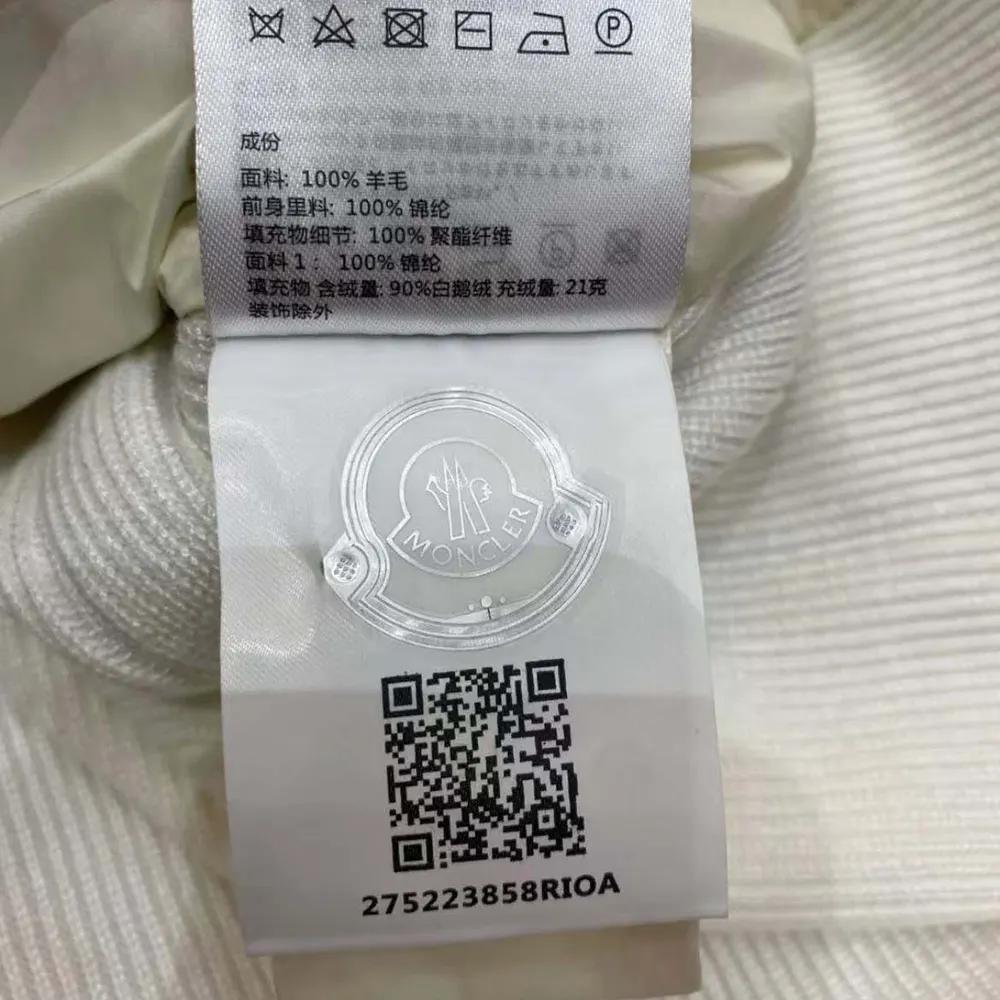 成份
面料: 100% 羊毛
前身里料: 100% 锦纶
填充物细节: 100% 聚酯纤维
面料 1 : 100% 锦纶
填充物 含绒量: 90%白鹅绒 充绒量: 21克
装饰除外
MONCLER
275223858RIOA